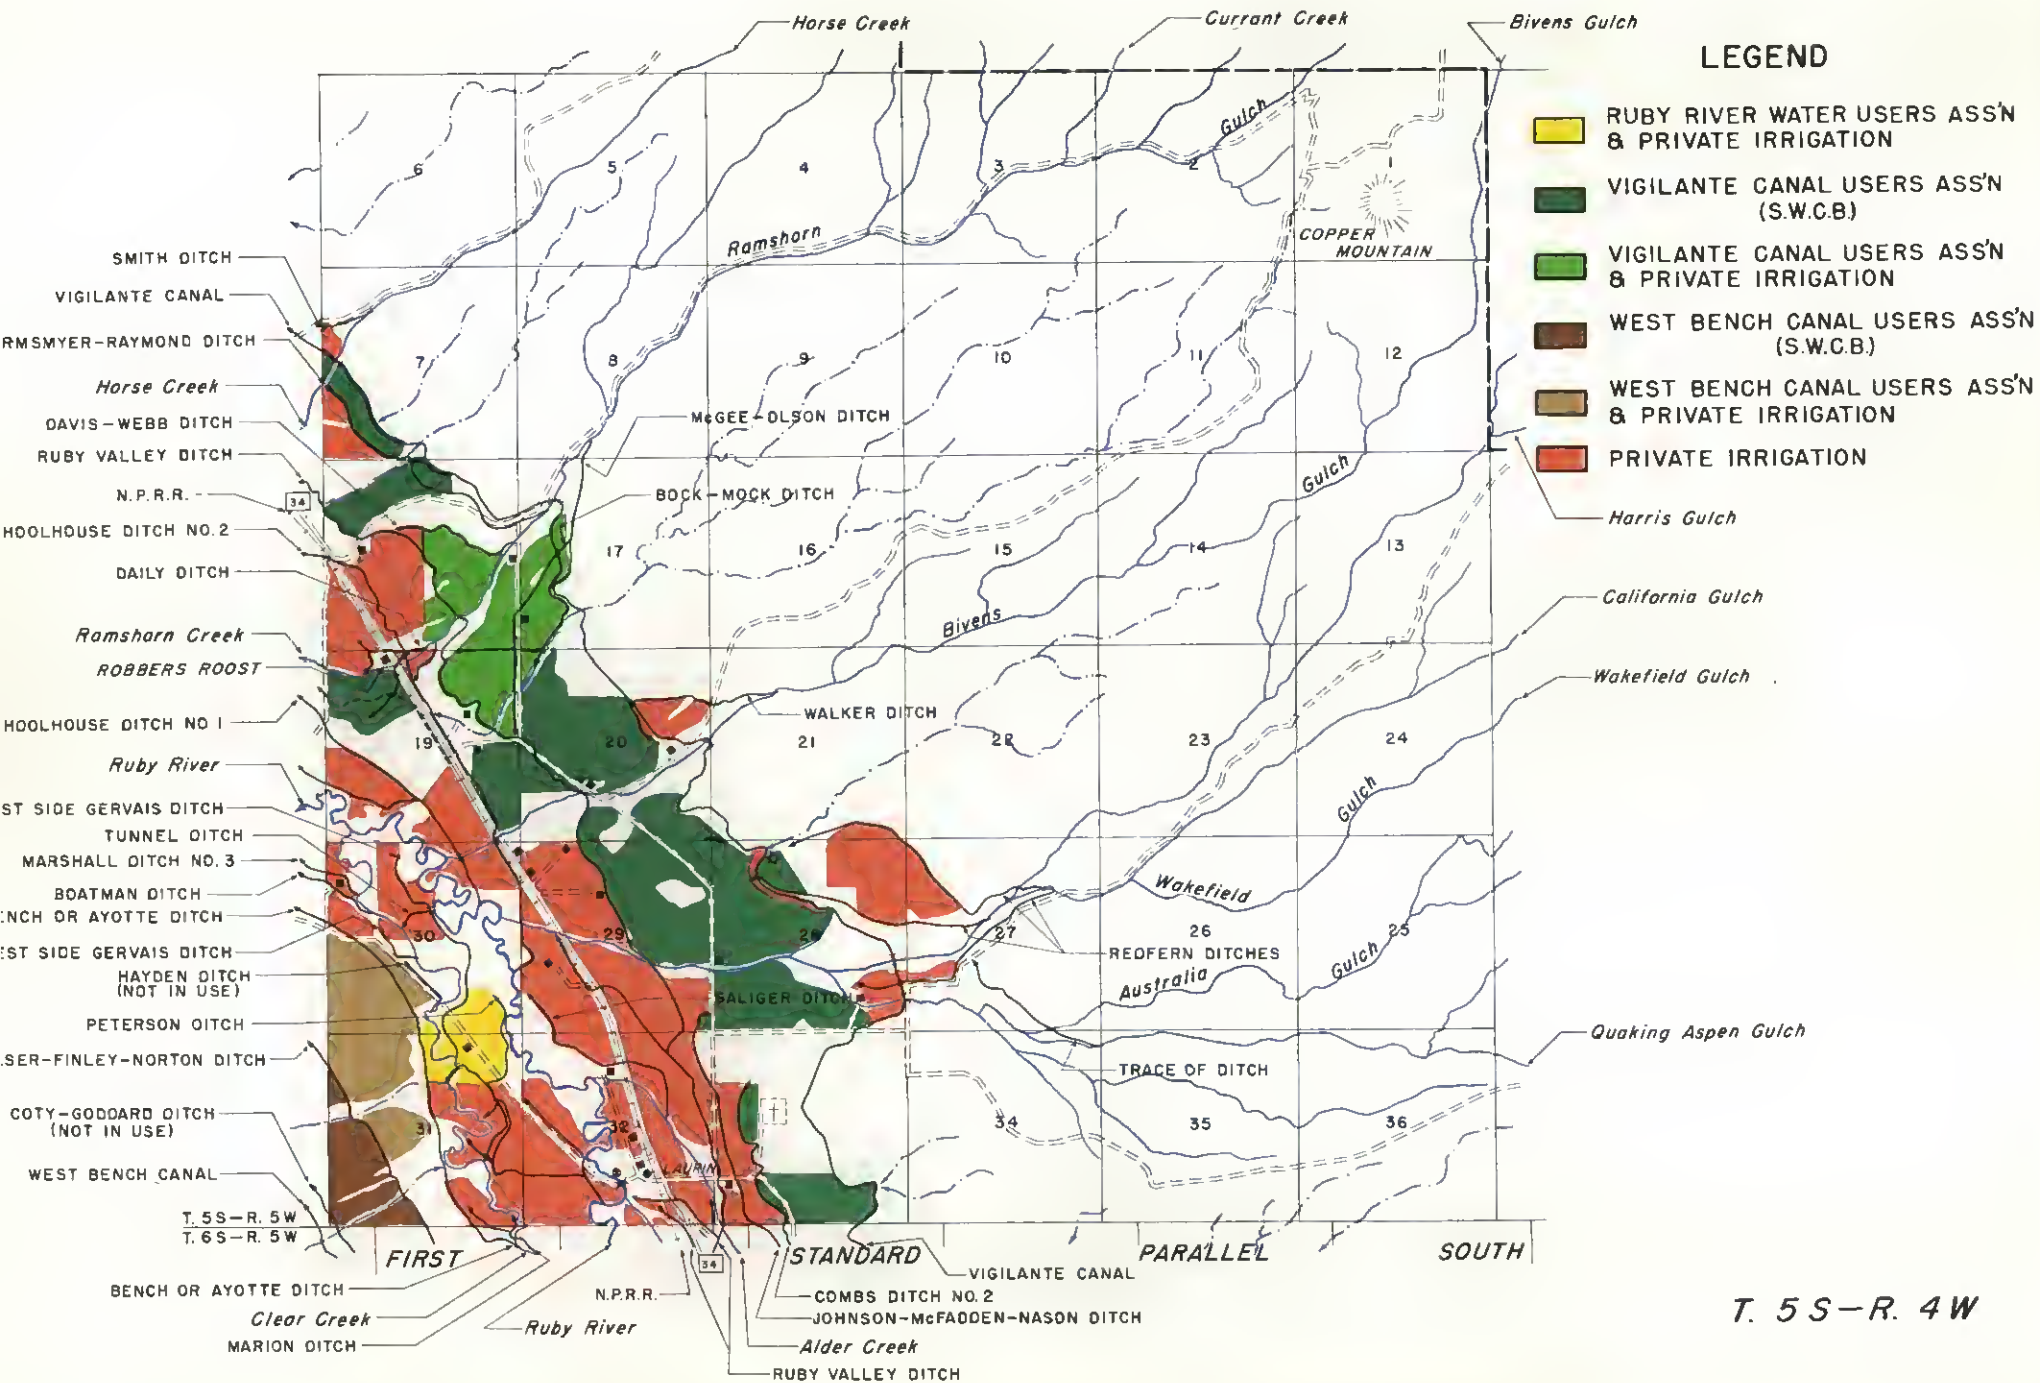 Horse Creek
Currant Creek
Bivens Gulch
LEGEND
RUBY RIVER WATER USERS ASS'N
& PRIVATE IRRIGATION
VIGILANTE CANAL USERS ASS'N
(S.W.C.B.)
VIGILANTE CANAL USERS ASS'N
& PRIVATE IRRIGATION
WEST BENCH CANAL USERS ASS'N
(S.W.C.B.)
WEST BENCH CANAL USERS ASS'N
& PRIVATE IRRIGATION
PRIVATE IRRIGATION
Gulch
6
5
4
3
2
1
Ramshorn
COPPER
MOUNTAIN
SMITH DITCH
VIGILANTE CANAL
RMSMYER-RAYMOND DITCH
Horse Creek
DAVIS-WEBB DITCH
RUBY VALLEY DITCH
N.P.R.R.
34
HOOLHOUSE DITCH NO. 2
DAILY DITCH
Ramshorn Creek
ROBBERS ROOST
HOOLHOUSE DITCH NO 1
Ruby River
ST SIDE GERVAIS DITCH
TUNNEL DITCH
MARSHALL DITCH NO. 3
BOATMAN DITCH
ENCH OR AYOTTE DITCH
EST SIDE GERVAIS DITCH
HAYDEN DITCH
(NOT IN USE)
PETERSON DITCH
SER-FINLEY-NORTON DITCH
COTY-GODDARD DITCH
(NOT IN USE)
WEST BENCH CANAL
T. 5S-R. 5W
T. 6S-R. 5W
7
8
9
10
11
12
McGEE-OLSON DITCH
BOCK-MOCK DITCH
17
16
15
14
13
Gulch
Bivens
Harris Gulch
California Gulch
Wakefield Gulch
WALKER DITCH
19
20
21
22
23
24
Gulch
Wakefield
30
29
28
27
26
25
REDFERN DITCHES
Australia
Gulch
SALIGER DITCH
Quaking Aspen Gulch
TRACE OF DITCH
31
32
34
35
36
LAURIN
FIRST
STANDARD
PARALLEL
SOUTH
34
BENCH OR AYOTTE DITCH
Clear Creek
MARION DITCH
Ruby River
N.P.R.R.
VIGILANTE CANAL
COMBS DITCH NO. 2
JOHNSON-McFADDEN-NASON DITCH
Alder Creek
RUBY VALLEY DITCH
T. 5 S-R. 4 W